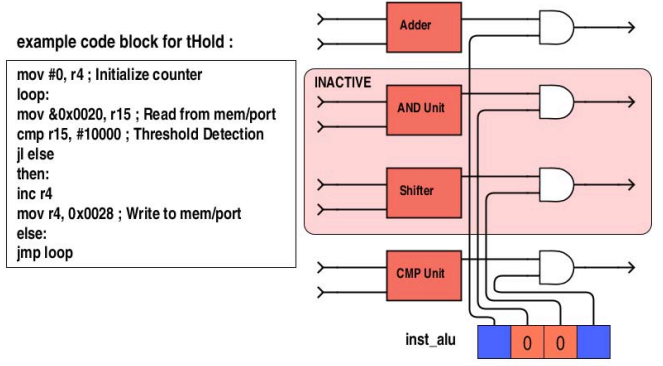 example code block for tHold :
mov #0, r4 ; Initialize counter
loop:
mov &0x0020, r15 ; Read from mem/port
cmp r15, #10000 ; Threshold Detection
jl else
then:
inc r4
mov r4, 0x0028 ; Write to mem/port
else:
jmp loop
Adder
INACTIVE
AND Unit
Shifter
CMP Unit
inst_alu
0 0